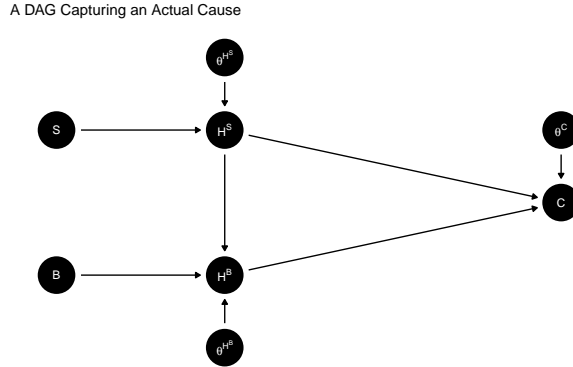 A DAG Capturing an Actual Cause
θ^{H^S}
S
H^S
θ^C
C
B
H^B
θ^{H^B}